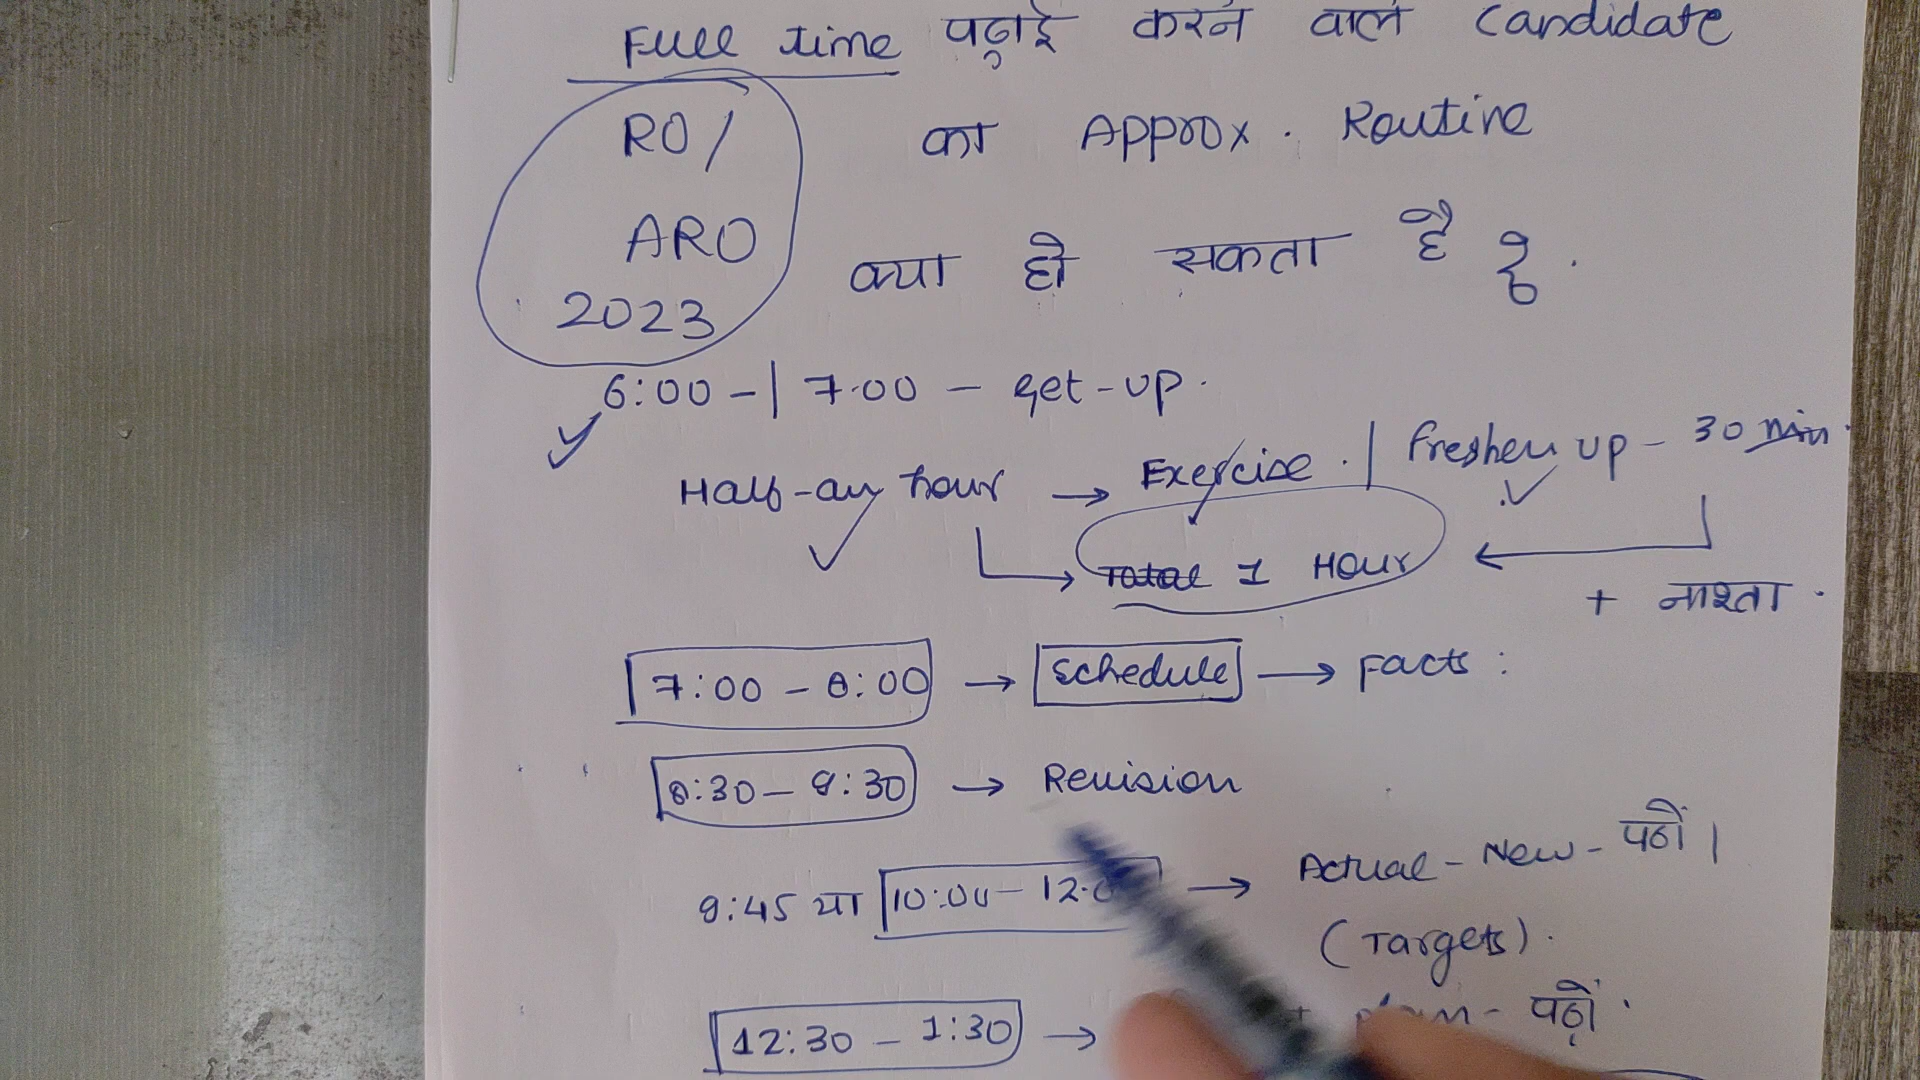 Full time पढ़ाई करने वाले Candidate
RO/ का Approx. Routine
ARO
2023 क्या हो सकता है ?.
6:00 - | 7:00 - Get-up.
Half-an hour → Exercise. | Freshen up - 30 min.
Total 1 Hour
+ नाश्ता.
7:00 - 8:00 → Schedule → Facts:
8:30 - 9:30 → Revision
9:45 या 10:00 - 12:0 → Actual - New - पढ़ों |
(Targets).
12:30 - 1:30 → पढ़ों.